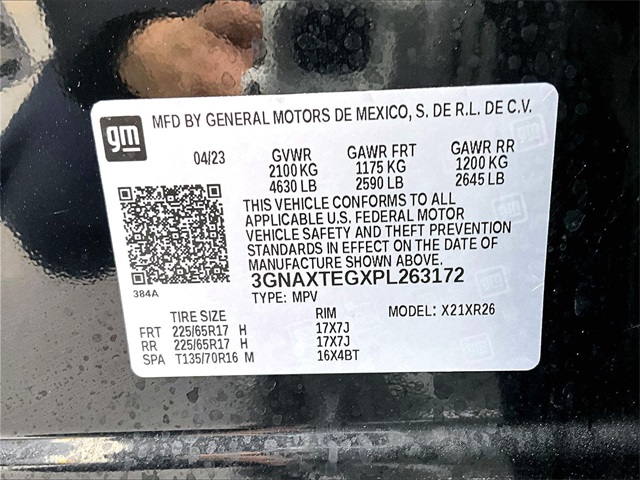 gm MFD BY GENERAL MOTORS DE MEXICO, S. DE R.L. DE C.V.
04/23 GVWR GAWR FRT GAWR RR
2100 KG 1175 KG 1200 KG
4630 LB 2590 LB 2645 LB
THIS VEHICLE CONFORMS TO ALL
APPLICABLE U.S. FEDERAL MOTOR
VEHICLE SAFETY AND THEFT PREVENTION
STANDARDS IN EFFECT ON THE DATE OF
MANUFACTURE SHOWN ABOVE.
3GNAXTEGXPL263172
384A TYPE: MPV MODEL: X21XR26
TIRE SIZE RIM
FRT 225/65R17 H 17X7J
RR 225/65R17 H 17X7J
SPA T135/70R16 M 16X4BT